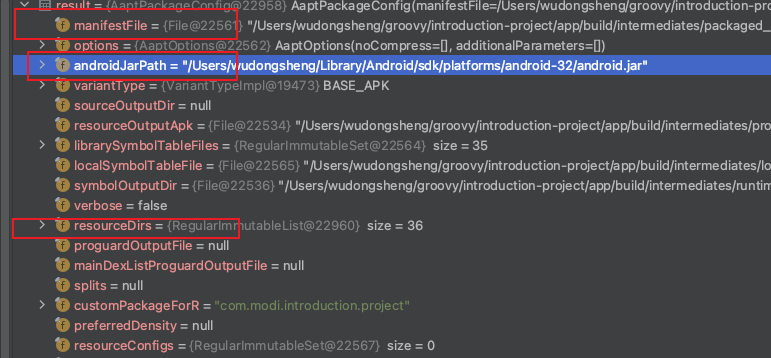 result = {AaptPackageConfig@22958} AaptPackageConfig(manifestFile=/Users/wudongsheng/groovy/introduction-project/app/build/intermediates/packaged_
manifestFile = {File@22561} "/Users/wudongsheng/groovy/introduction-project/app/build/intermediates/packaged_
options = {AaptOptions@22562} AaptOptions(noCompress=[], additionalParameters=[])
androidJarPath = "/Users/wudongsheng/Library/Android/sdk/platforms/android-32/android.jar"
variantType = {VariantTypeImpl@19473} BASE_APK
sourceOutputDir = null
resourceOutputApk = {File@22534} "/Users/wudongsheng/groovy/introduction-project/app/build/intermediates/pro
librarySymbolTableFiles = {RegularImmutableSet@22564} size = 35
localSymbolTableFile = {File@22565} "/Users/wudongsheng/groovy/introduction-project/app/build/intermediates/lo
symbolOutputDir = {File@22536} "/Users/wudongsheng/groovy/introduction-project/app/build/intermediates/runtim
verbose = false
resourceDirs = {RegularImmutableList@22960} size = 36
proguardOutputFile = null
mainDexListProguardOutputFile = null
splits = null
customPackageForR = "com.modi.introduction.project"
preferredDensity = null
resourceConfigs = {RegularImmutableSet@22567} size = 0